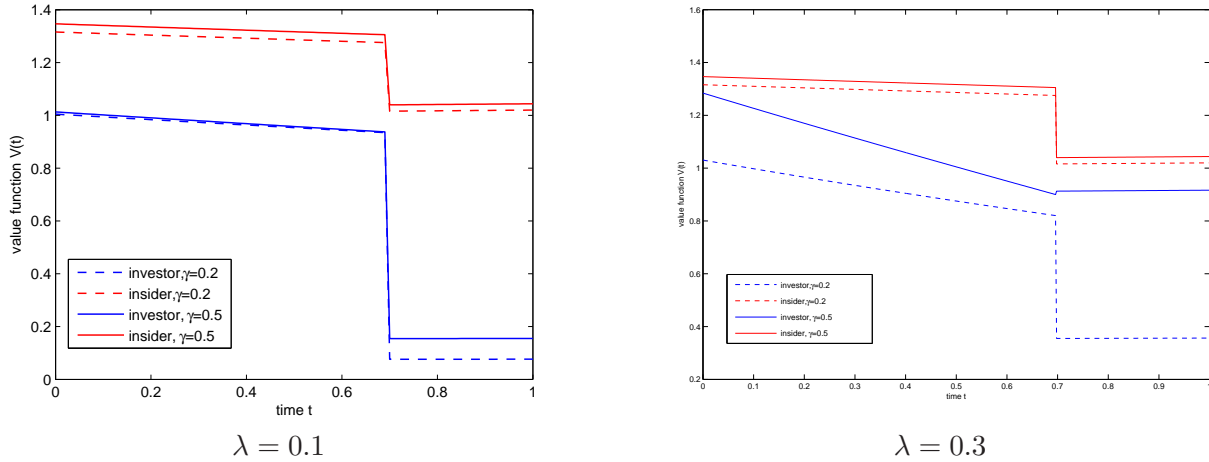 1.4
1.2
1
0.8
0.6
0.4
0.2
0
value function V(t)
investor,γ=0.2
insider,γ=0.2
investor, γ=0.5
insider, γ=0.5
0 0.2 0.4 0.6 0.8 1
time t
λ = 0.1
1.6
1.4
1.2
1
0.8
0.6
0.4
0.2
value function V(t)
investor,γ=0.2
insider,γ=0.2
investor, γ=0.5
insider, γ=0.5
0 0.1 0.2 0.3 0.4 0.5 0.6 0.7 0.8 0.9 1
time t
λ = 0.3